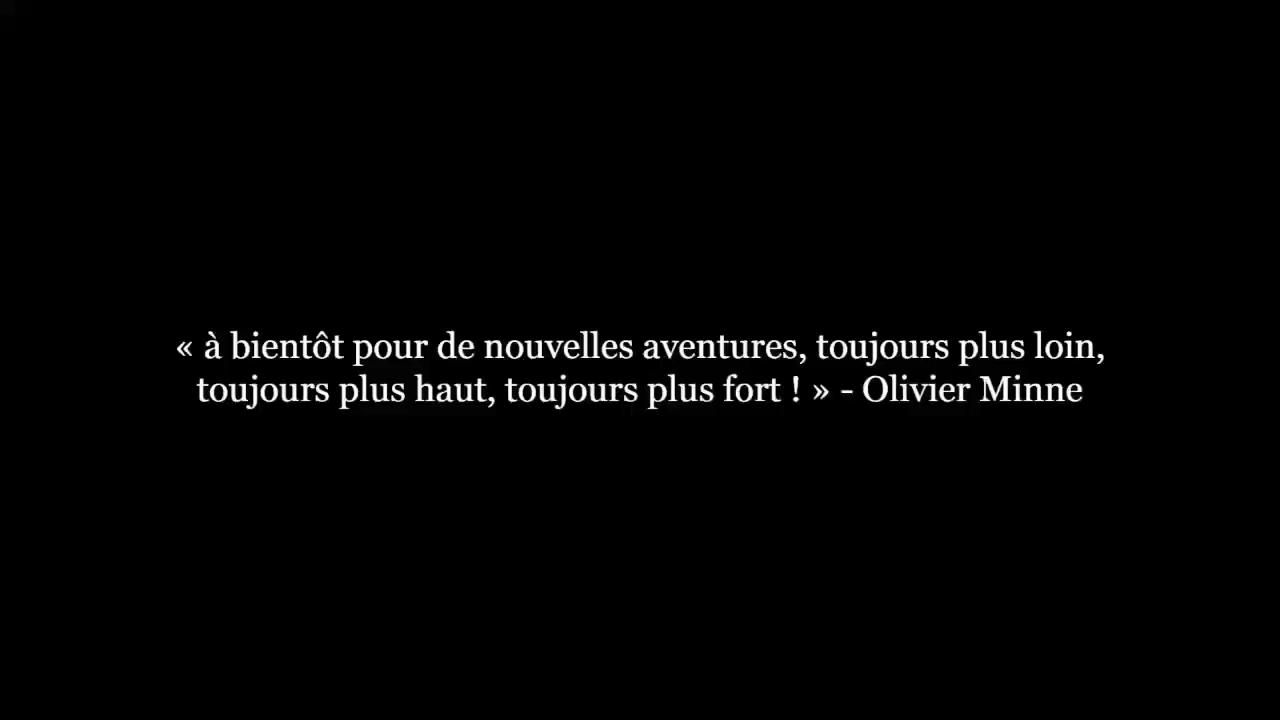 « à bientôt pour de nouvelles aventures, toujours plus loin,
toujours plus haut, toujours plus fort ! » - Olivier Minne